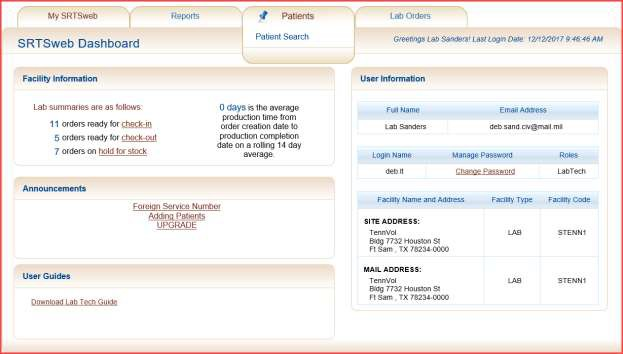 My SRTSweb
Reports
Patients
Lab Orders
Patient Search
SRTSweb Dashboard
Greetings Lab Sanders! Last Login Date: 12/12/2017 9:46:46 AM
Facility Information
Lab summaries are as follows:
11 orders ready for check-in
5 orders ready for check-out
7 orders on hold for stock
0 days is the average
production time from
order creation date to
production completion
date on a rolling 14 day
average.
Announcements
Foreign Service Number
Adding Patients
UPGRADE
User Guides
Download Lab Tech Guide
User Information
Full Name Email Address
Lab Sanders deb.sand.civ@mail.mil
Login Name Manage Password Roles
deb.lt Change Password LabTech
Facility Name and Address Facility Type Facility Code
SITE ADDRESS:
TennVol LAB STENN1
Bldg 7732 Houston St
Ft Sam , TX 78234-0000
MAIL ADDRESS:
TennVol LAB STENN1
Bldg 7732 Houston St
Ft Sam , TX 78234-0000